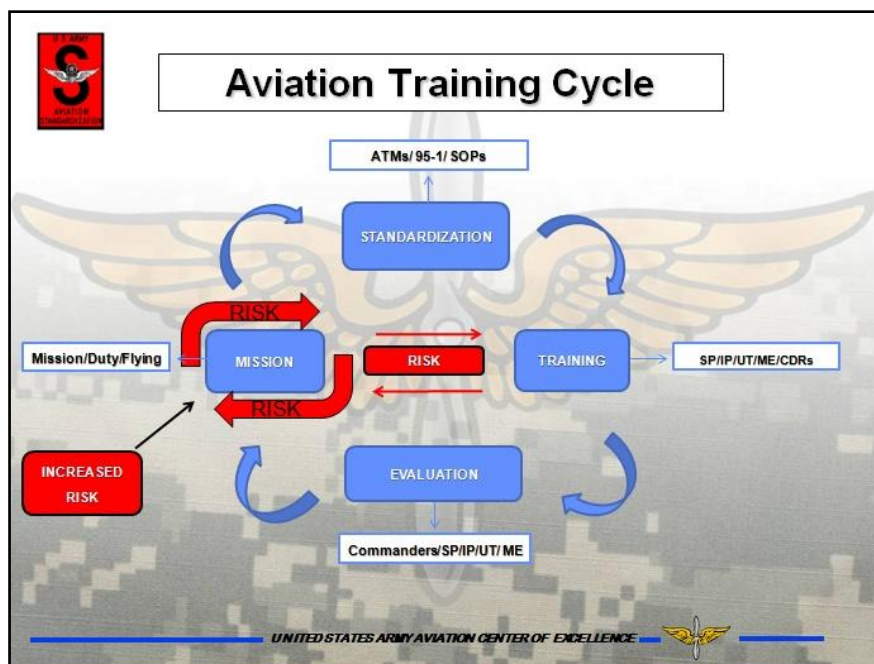 U S ARMY
S
AVIATION
STANDARDIZATION
Aviation Training Cycle
ATMs/ 95-1/ SOPs
STANDARDIZATION
RISK
Mission/Duty/Flying
MISSION
RISK
TRAINING
SP/IP/UT/ME/CDRs
RISK
INCREASED
RISK
EVALUATION
Commanders/SP/IP/UT/ ME
UNITED STATES ARMY AVIATION CENTER OF EXCELLENCE